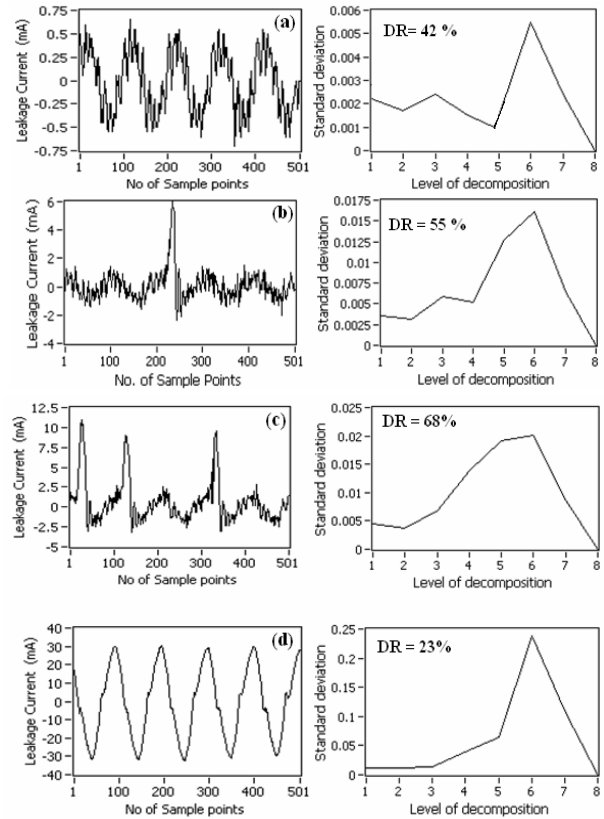 (a)
Leakage Current (mA)
0.75
0.5
0.25
0
-0.25
-0.5
0.75
1 100 200 300 400 501
No of Sample points
DR= 42 %
Standard deviation
0.006
0.005
0.004
0.003
0.002
0.001
0
1 2 3 4 5 6 7 8
Level of decomposition
(b)
Leakage Current (mA)
6
4
2
0
-2
-4
1 100 200 300 400 501
No. of Sample Points
DR = 55 %
Standard deviation
0.0175
0.015
0.0125
0.01
0.0075
0.005
0.0025
0
1 2 3 4 5 6 7 8
Level of decomposition
(c)
Leakage Current (mA)
12.5
10
7.5
5
2.5
0
-2.5
-5
1 100 200 300 400 501
No of Sample points
DR = 68%
Standard deviation
0.025
0.02
0.015
0.01
0.005
0
1 2 3 4 5 6 7 8
Level of decomposition
(d)
Leakage Current (mA)
40
30
20
10
0
-10
-20
-30
-40
1 100 200 300 400 501
No of Sample points
DR = 23%
Standard deviation
0.25
0.2
0.15
0.1
0.05
0
1 2 3 4 5 6 7 8
Level of decomposition